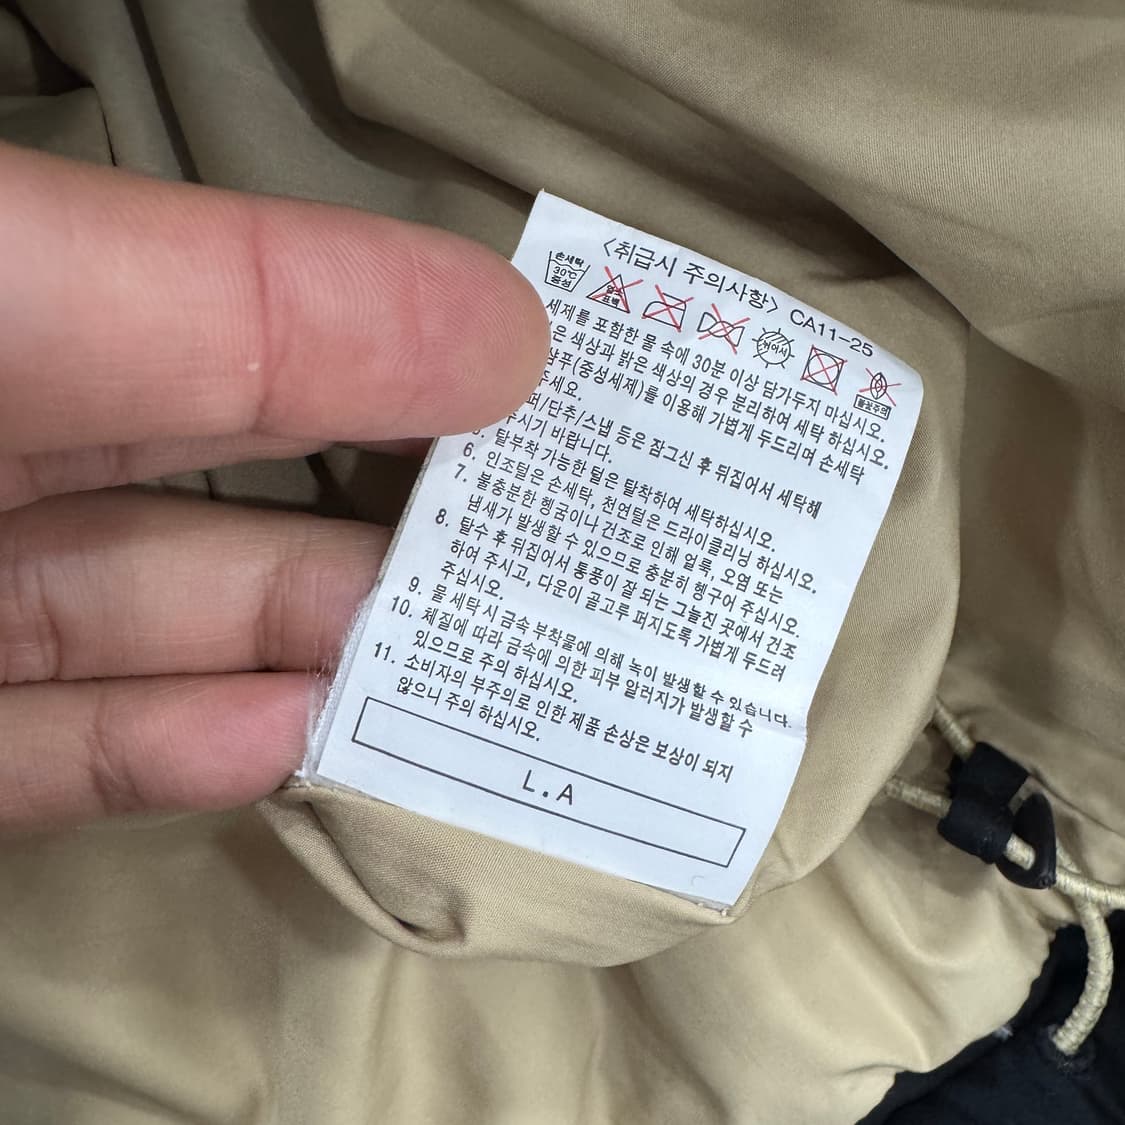 <취급시 주의사항> CA11-25
손세탁
30℃
중성
염소
표백
뉘어서
불꽃주의
세제를 포함한 물 속에 30분 이상 담가두지 마십시오.
은 색상과 밝은 색상의 경우 분리하여 세탁 하십시오.
샴푸(중성세제)를 이용해 가볍게 두드리며 손세탁
주세요.
퍼/단추/스냅 등은 잠그신 후 뒤집어서 세탁해
주시기 바랍니다.
6. 탈부착 가능한 털은 탈착하여 세탁하십시오.
7. 인조털은 손세탁, 천연털은 드라이클리닝 하십시오.
8. 불충분한 헹굼이나 건조로 인해 얼룩, 오염 또는
냄새가 발생할 수 있으므로 충분히 헹구어 주십시오.
탈수 후 뒤집어서 통풍이 잘 되는 그늘진 곳에서 건조
하여 주시고, 다운이 골고루 퍼지도록 가볍게 두드려
주십시오.
9. 물 세탁 시 금속 부착물에 의해 녹이 발생할 수 있습니다.
10. 체질에 따라 금속에 의한 피부 알러지가 발생할 수
있으므로 주의 하십시오.
11. 소비자의 부주의로 인한 제품 손상은 보상이 되지
않으니 주의 하십시오.
L.A